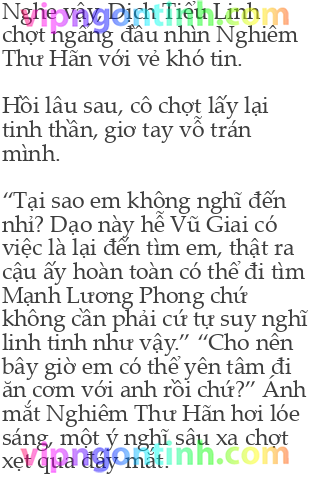 Nghe vậy, Dịch Tiểu Linh
vipngontinh.com
chợt ngẩng đầu nhìn Nghiêm
Thư Hãn với vẻ khó tin.
Hồi lâu sau, cô chợt lấy lại
tinh thần, giơ tay vỗ trán
mình.
“Tại sao em không nghĩ đến
nhỉ? Dạo này hễ Vũ Giai có
việc là lại đến tìm em, thật ra
cậu ấy hoàn toàn có thể đi tìm
Mạnh Lương Phong chứ
không cần phải cứ tự suy nghĩ
linh tinh như vậy.” “Cho nên
bây giờ em có thể yên tâm đi
ăn cơm với anh rồi chứ?” Ánh
mắt Nghiêm Thư Hãn hơi lóe
sáng, một ý nghĩ sâu xa chợt
vipngontinh.com
xẹt qua đáy mắt.